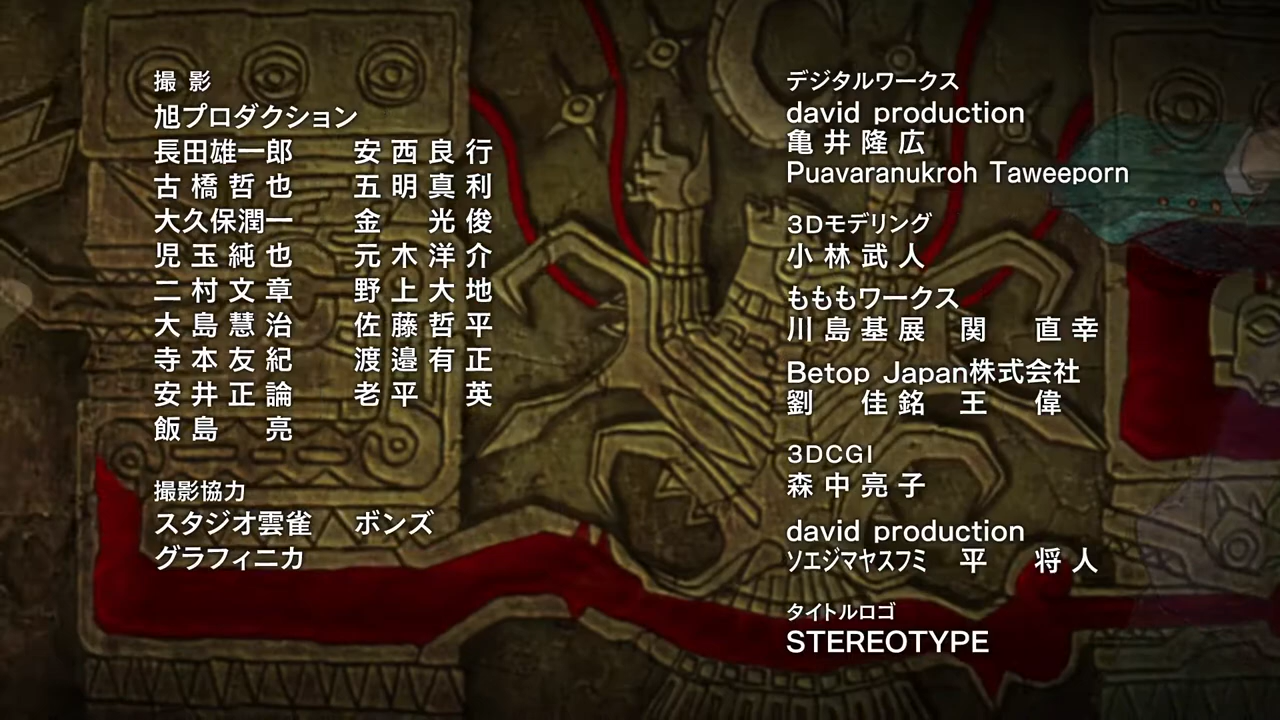 撮影
旭プロダクション
長田雄一郎 安西良行
古橋哲也 五明真利
大久保潤一 金光俊
児玉純也 元木洋介
二村文章 野上大地
大島慧治 佐藤哲平
寺本友紀 渡邉有正
安井正論 老平英
飯島亮
撮影協力
スタジオ雲雀 ボンズ
グラフィニカ
デジタルワークス
david production
亀井隆広
Puavaranukroh Taweeporn
3Dモデリング
小林武人
もももワークス
川島基展 関直幸
Betop Japan株式会社
劉佳銘 王偉
3DCGI
森中亮子
david production
ソエジマヤスフミ 平将人
タイトルロゴ
STEREOTYPE